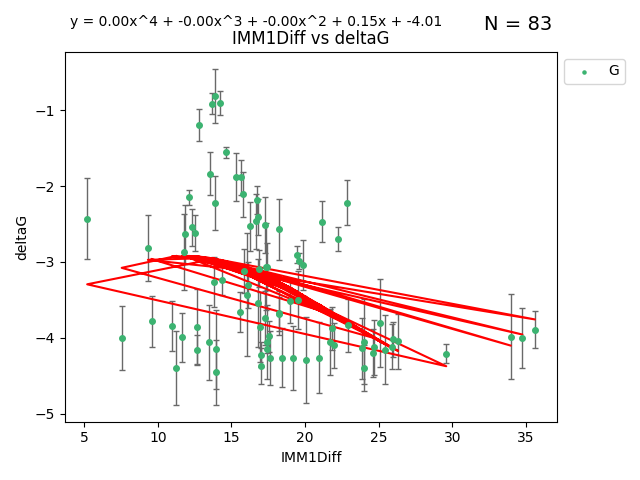 y = 0.00x^4 + -0.00x^3 + -0.00x^2 + 0.15x + -4.01
N = 83
IMM1Diff vs deltaG
G
deltaG
−1
−2
−3
−4
−5
5 10 15 20 25 30 35
IMM1Diff